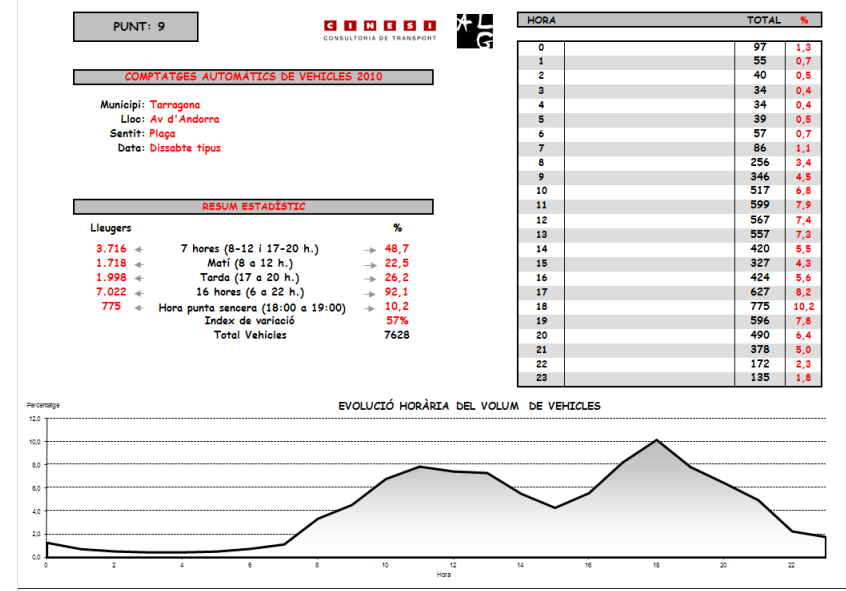 PUNT: 9
CINESI
CONSULTORIA DE TRANSPORT
ALG
COMPTATGES AUTOMÀTICS DE VEHICLES 2010
Municipi: Tarragona
Lloc: Av d'Andorra
Sentit: Plaça
Data: Dissabte tipus
RESUM ESTADÍSTIC
Lleugers %
3.716 7 hores (8-12 i 17-20 h.) 48,7
1.718 Matí (8 a 12 h.) 22,5
1.998 Tarda (17 a 20 h.) 26,2
7.022 16 hores (6 a 22 h.) 92,1
775 Hora punta sencera (18:00 a 19:00) 10,2
Index de variació 57%
Total Vehicles 7628
HORA TOTAL %
0 97 1,3
1 55 0,7
2 40 0,5
3 34 0,4
4 34 0,4
5 39 0,5
6 57 0,7
7 86 1,1
8 256 3,4
9 346 4,5
10 517 6,8
11 599 7,9
12 567 7,4
13 557 7,3
14 420 5,5
15 327 4,3
16 424 5,6
17 627 8,2
18 775 10,2
19 596 7,8
20 490 6,4
21 378 5,0
22 172 2,3
23 135 1,8
EVOLUCIÓ HORÀRIA DEL VOLUM DE VEHICLES
Percentatge
12,0
10,0
8,0
6,0
4,0
2,0
0,0
0 2 4 6 8 10 12 14 16 18 20 22
Hora